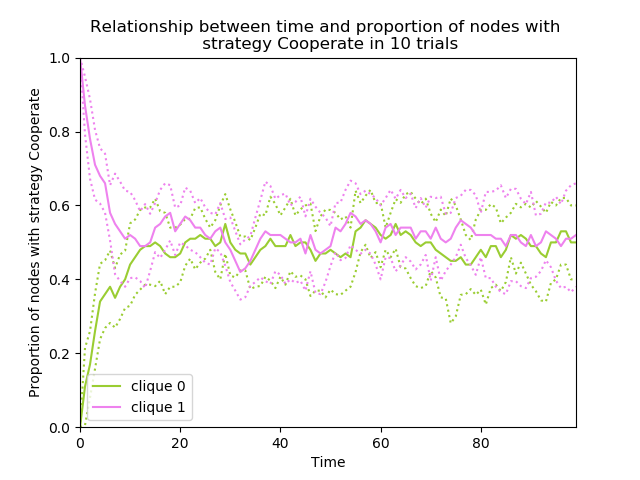 Relationship between time and proportion of nodes with
strategy Cooperate in 10 trials
Proportion of nodes with strategy Cooperate
1.0
0.8
0.6
0.4
0.2
0.0
clique 0
clique 1
0
20
40
60
80
Time